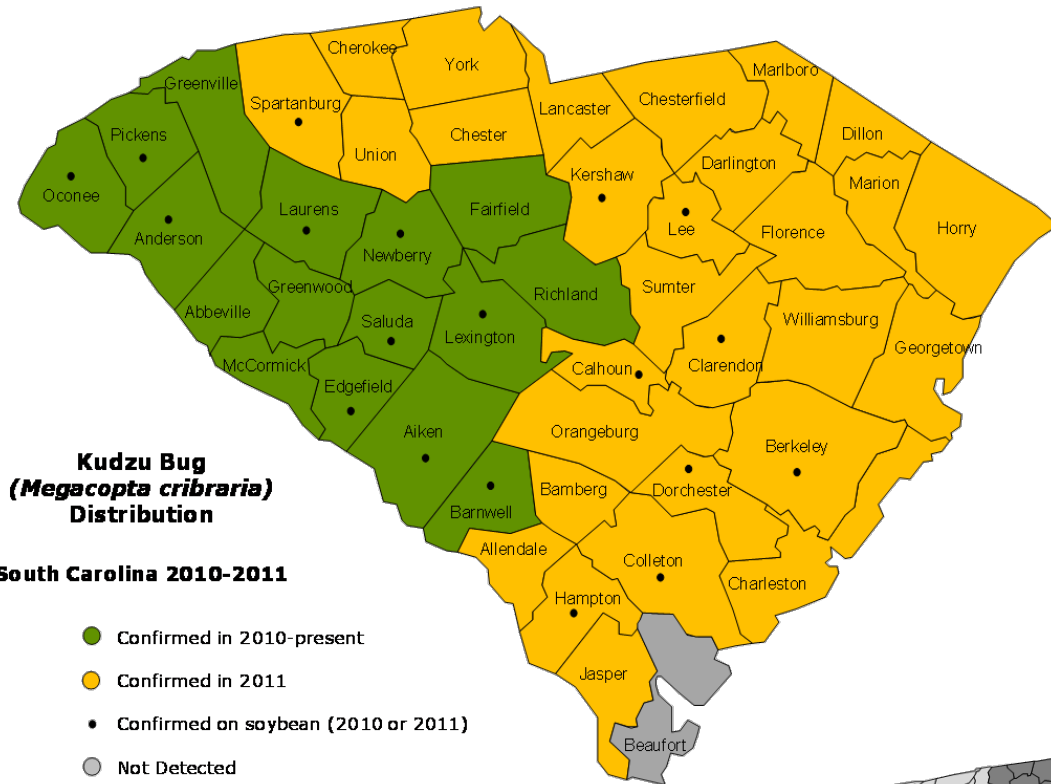 Cherokee
York
Greenville
Spartanburg
Marlboro
Lancaster
Chesterfield
Pickens
Union
Chester
Dillon
Darlington
Oconee
Kershaw
Marion
Laurens
Fairfield
Lee
Florence
Horry
Anderson
Newberry
Greenwood
Richland
Sumter
Abbeville
Saluda
Lexington
Williamsburg
Georgetown
McCormick
Calhoun
Clarendon
Edgefield
Aiken
Orangeburg
Berkeley
Bamberg
Dorchester
Barnwell
Allendale
Colleton
Charleston
Hampton
Jasper
Beaufort
Kudzu Bug
(Megacopta cribraria)
Distribution
South Carolina 2010-2011
Confirmed in 2010-present
Confirmed in 2011
Confirmed on soybean (2010 or 2011)
Not Detected